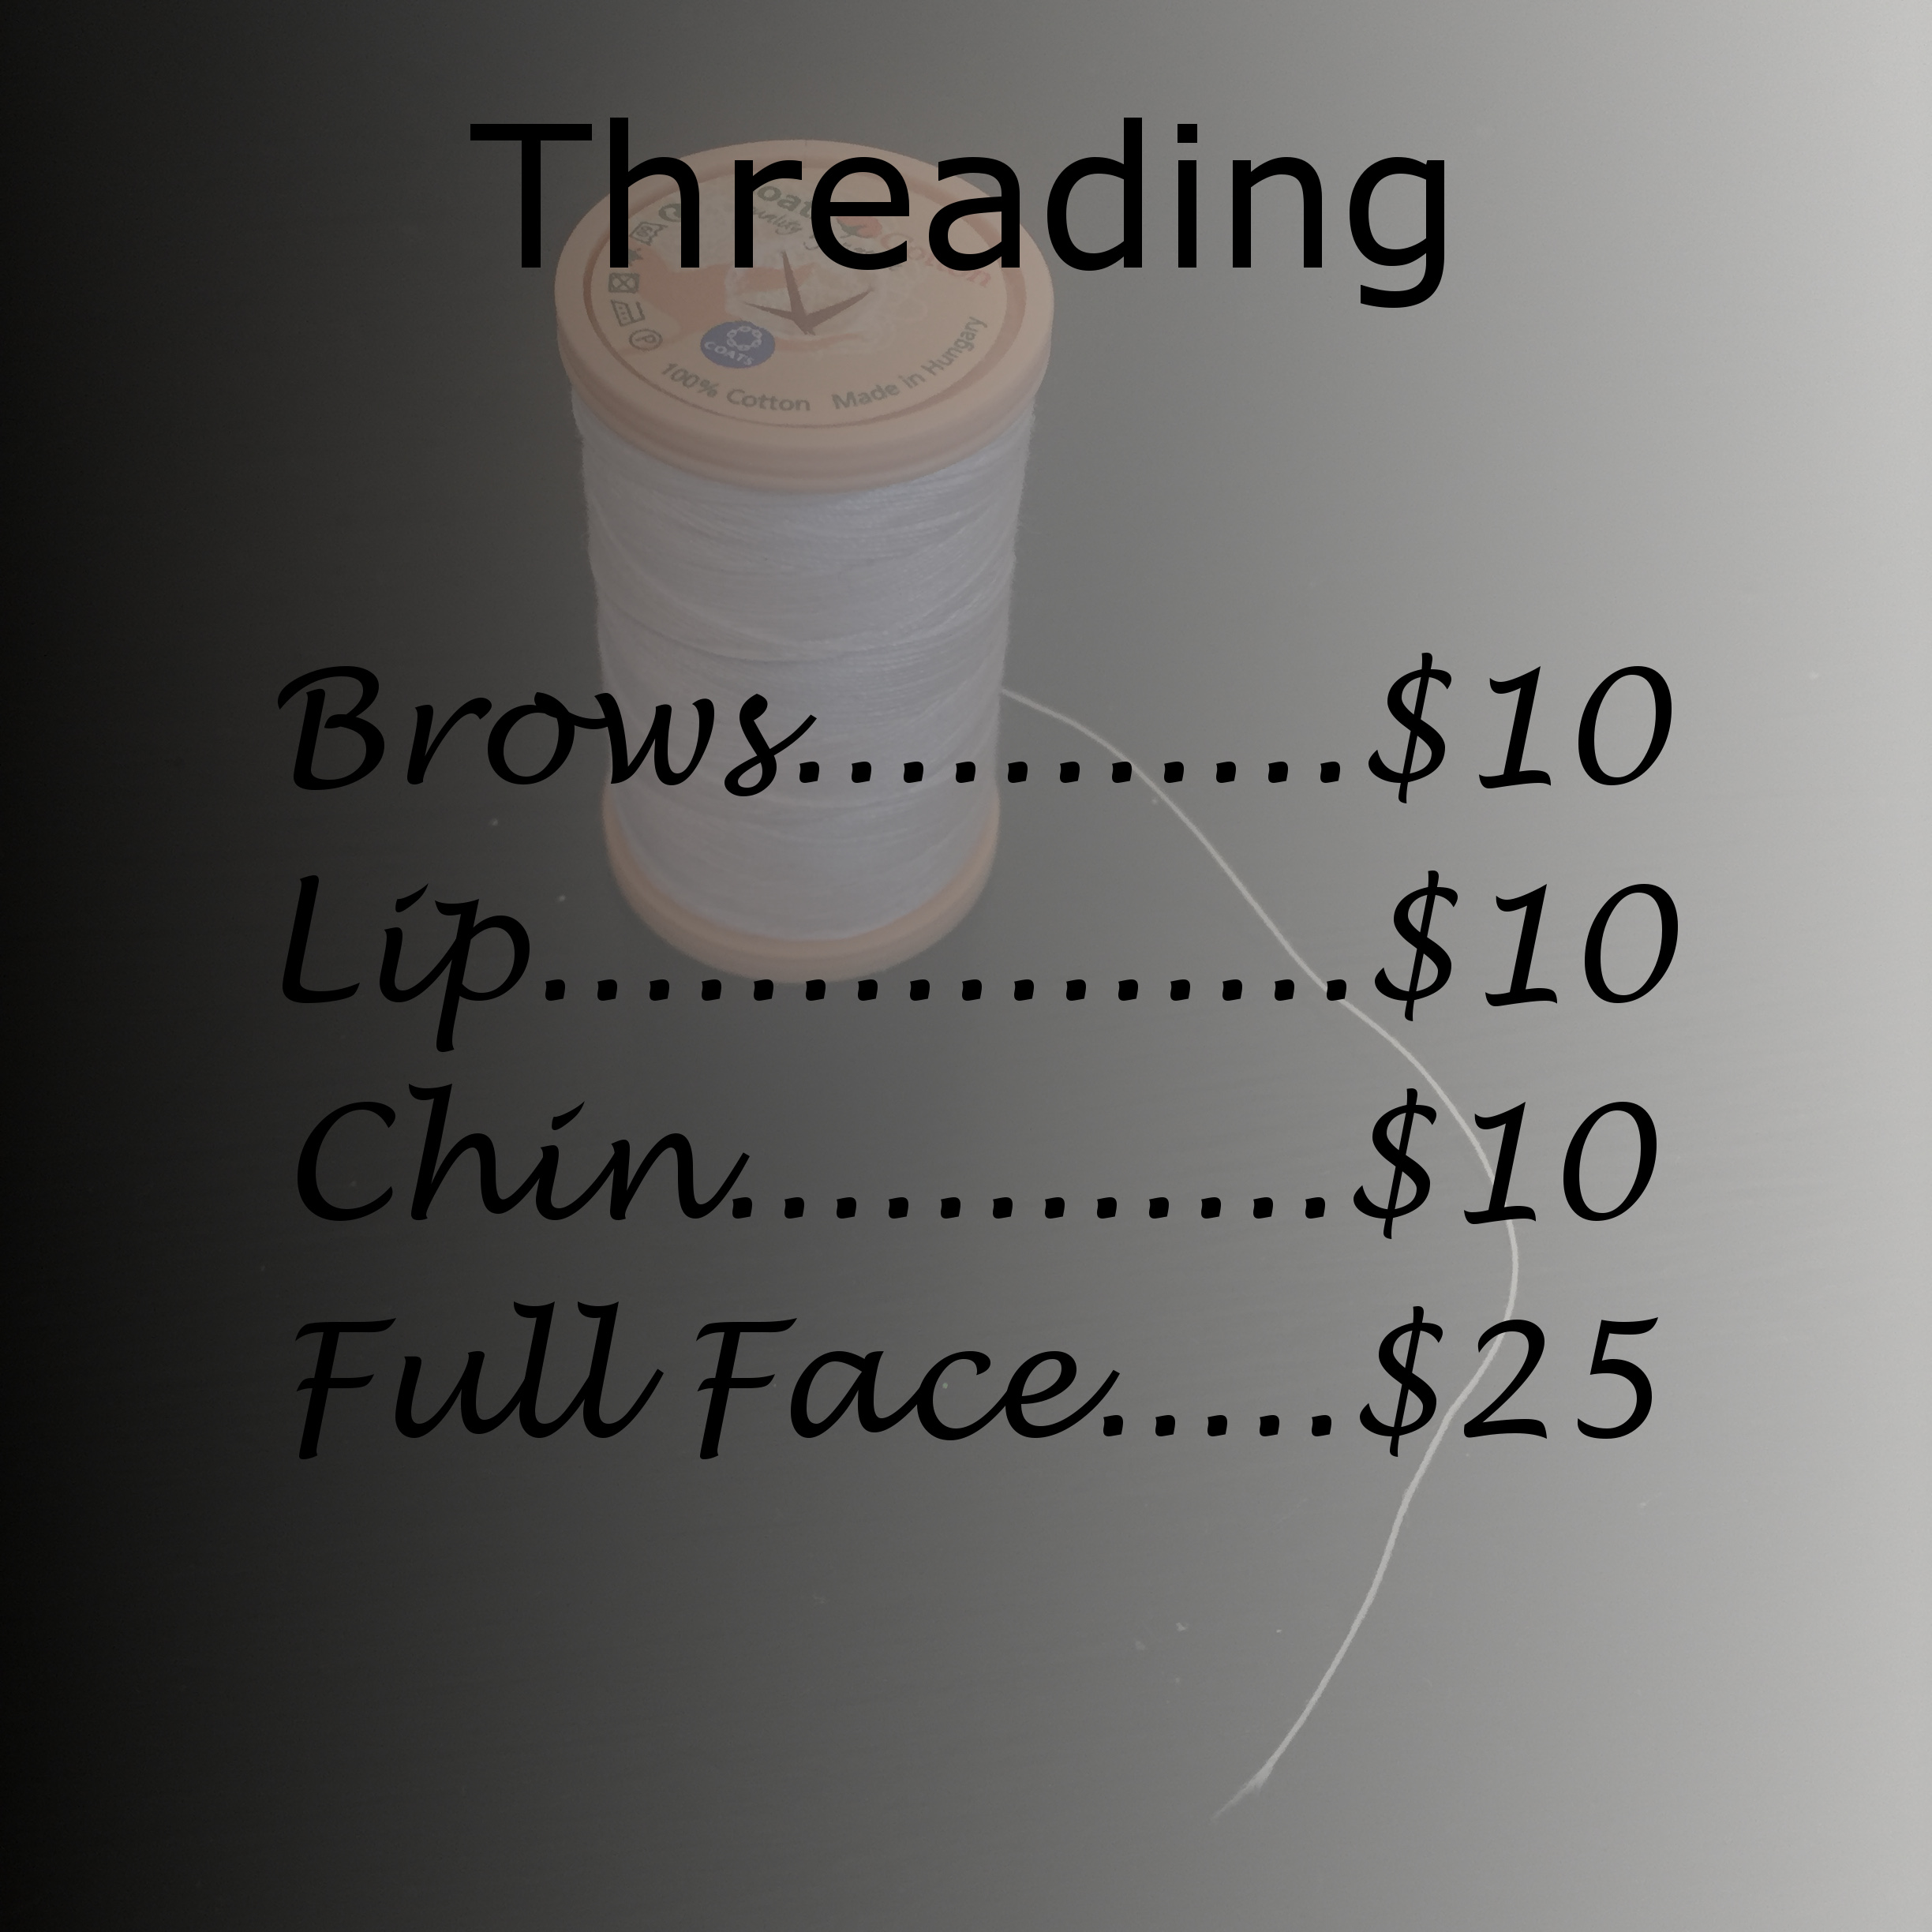 Threading
100% Cotton Made in Hungary
COATS
Brows...........$10
Lip................$10
Chin............$10
Full Face.....$25